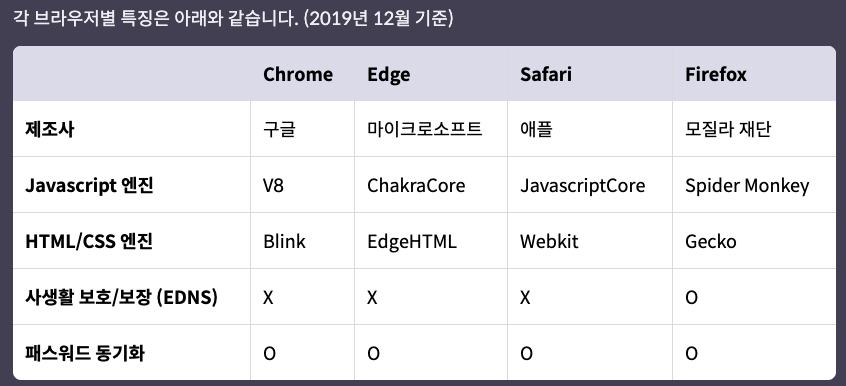 각 브라우저별 특징은 아래와 같습니다. (2019년 12월 기준)
Chrome Edge Safari Firefox
제조사 구글 마이크로소프트 애플 모질라 재단
Javascript 엔진 V8 ChakraCore JavascriptCore Spider Monkey
HTML/CSS 엔진 Blink EdgeHTML Webkit Gecko
사생활 보호/보장 (EDNS) X X X O
패스워드 동기화 O O O O